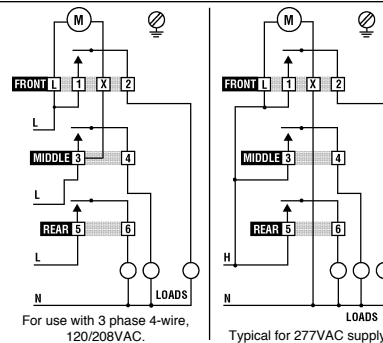 M
FRONT L 1 X 2
L
MIDDLE 3 4
L
REAR 5 6
L
N
LOADS
For use with 3 phase 4-wire,
120/208VAC.
M
FRONT L 1 X 2
MIDDLE 3 4
REAR 5 6
H
N
LOADS
Typical for 277VAC supply